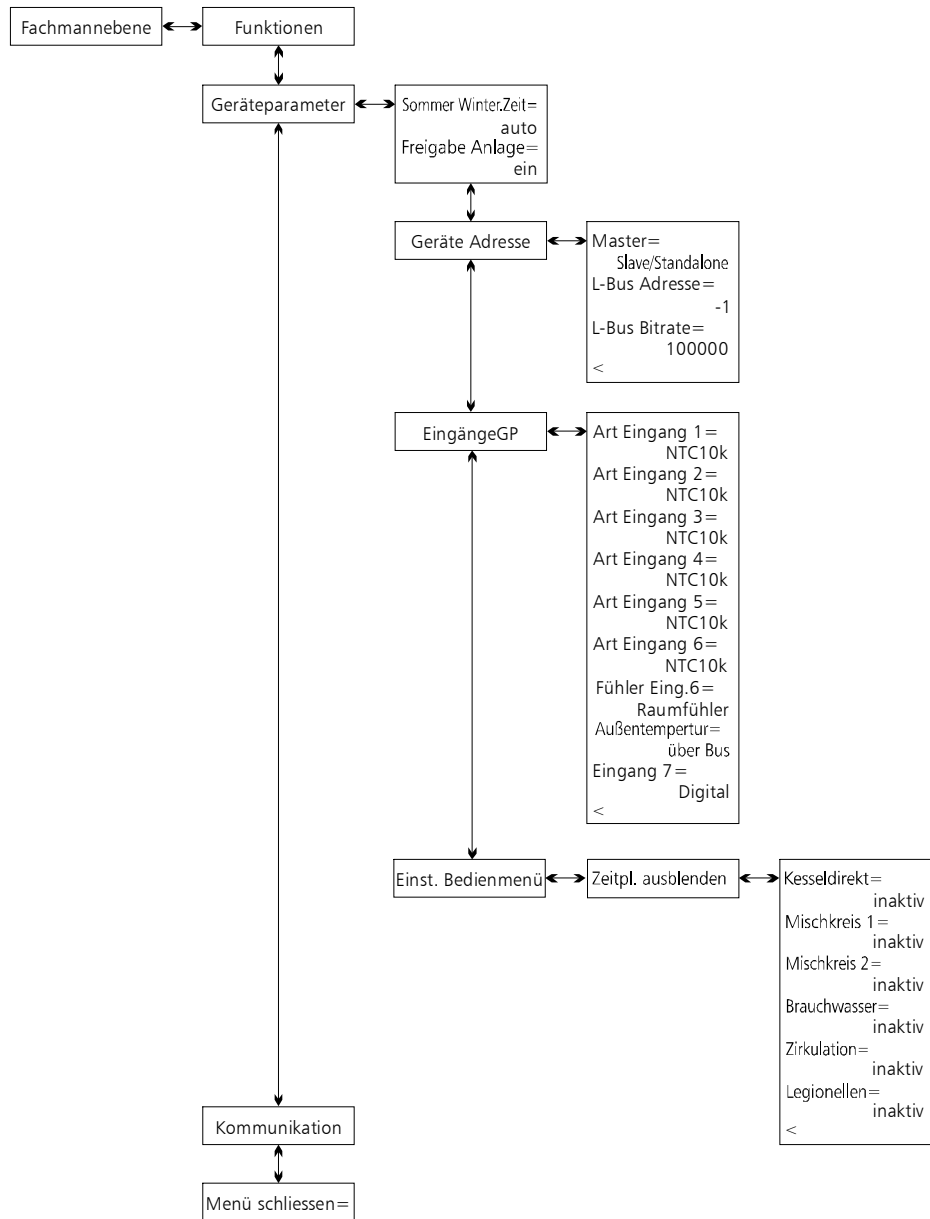 Fachmannebene
Funktionen
Geräteparameter
Sommer Winter.Zeit=
auto
Freigabe Anlage=
ein
Geräte Adresse
Master=
Slave/Standalone
L-Bus Adresse=
-1
L-Bus Bitrate=
100000
<
EingängeGP
Art Eingang 1=
NTC10k
Art Eingang 2=
NTC10k
Art Eingang 3=
NTC10k
Art Eingang 4=
NTC10k
Art Eingang 5=
NTC10k
Art Eingang 6=
NTC10k
Fühler Eing.6=
Raumfühler
Außentempertur=
über Bus
Eingang 7=
Digital
<
Einst. Bedienmenü
Zeitpl. ausblenden
Kesseldirekt=
inaktiv
Mischkreis 1=
inaktiv
Mischkreis 2=
inaktiv
Brauchwasser=
inaktiv
Zirkulation=
inaktiv
Legionellen=
inaktiv
<
Kommunikation
Menü schliessen=